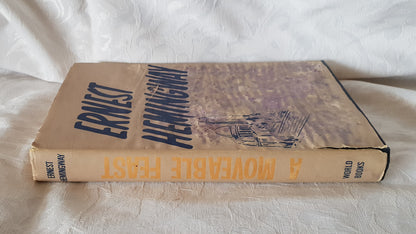 ERNEST
HEMINGWAY
ERNEST
HEMINGWAY
A MOVEABLE FEAST
WORLD
BOOKS